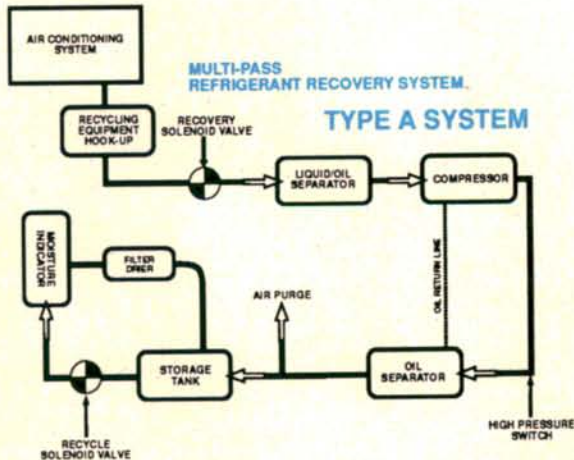 AIR CONDITIONING
SYSTEM
MULTI-PASS
REFRIGERANT RECOVERY SYSTEM.
TYPE A SYSTEM
RECYCLING
EQUIPMENT
HOOK-UP
RECOVERY
SOLENOID VALVE
LIQUID/OIL
SEPARATOR
COMPRESSOR
MOISTURE
INDICATOR
FILTER
DRIER
OIL RETURN LINE
AIR PURGE
STORAGE
TANK
OIL
SEPARATOR
RECYCLE
SOLENOID VALVE
HIGH PRESSURE
SWITCH